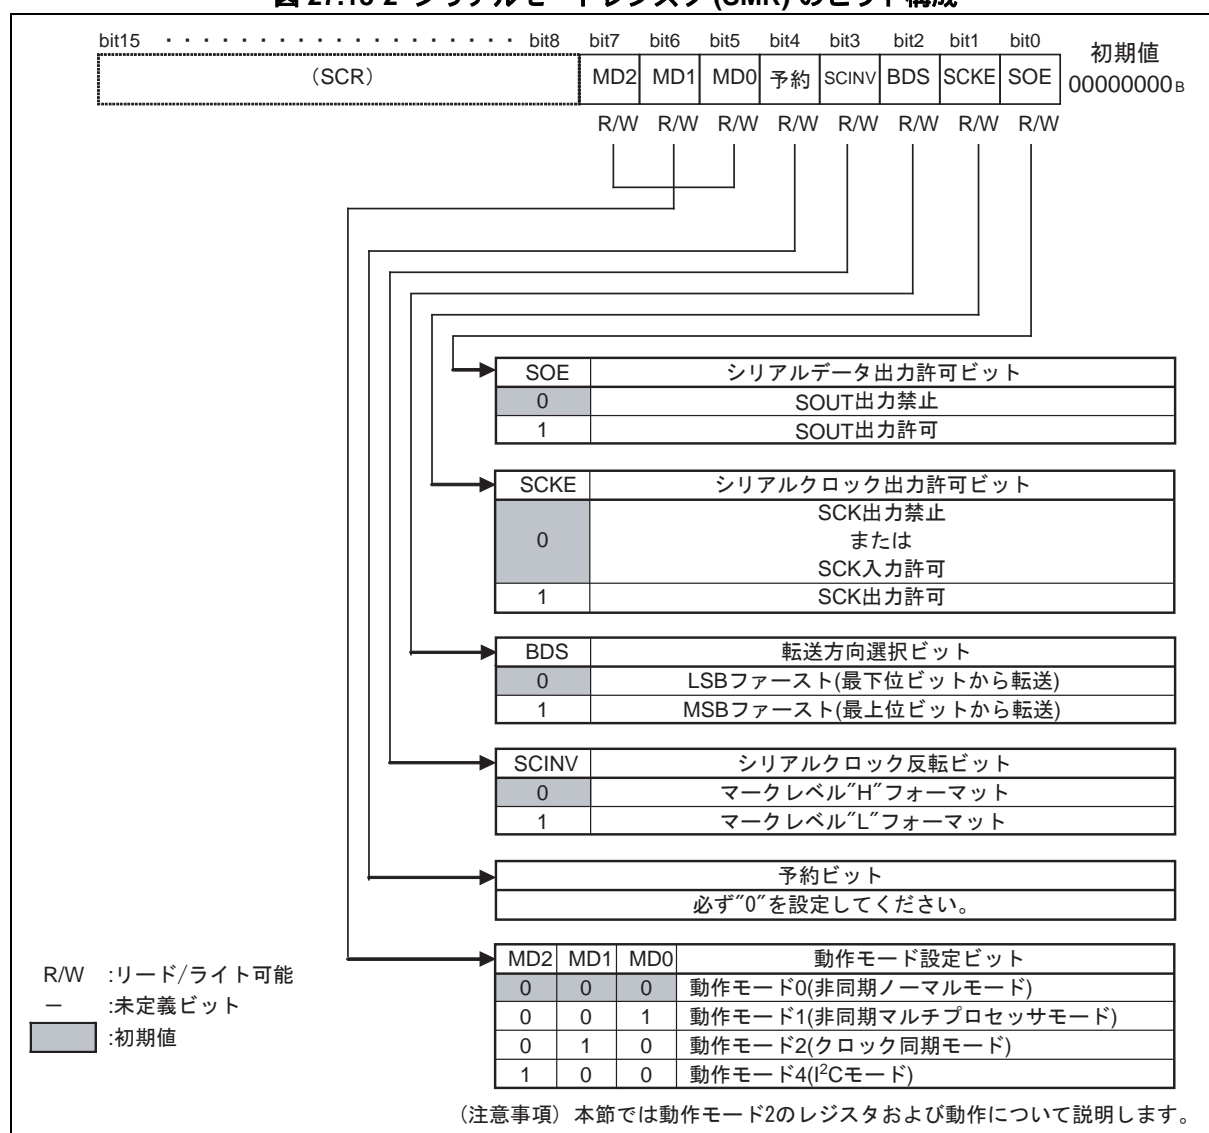 図 27.18-2 シリアルモードレジスタ (SMR) のビット構成
bit15 ・・・・・・・・・・・・・・・・・・・ bit8 bit7 bit6 bit5 bit4 bit3 bit2 bit1 bit0 初期値
(SCR) MD2 MD1 MD0 予約 SCINV BDS SCKE SOE 00000000B
R/W R/W R/W R/W R/W R/W R/W R/W
SOE シリアルデータ出力許可ビット
0 SOUT出力禁止
1 SOUT出力許可
SCKE シリアルクロック出力許可ビット
0 SCK出力禁止
または
SCK入力許可
1 SCK出力許可
BDS 転送方向選択ビット
0 LSBファースト(最下位ビットから転送)
1 MSBファースト(最上位ビットから転送)
SCINV シリアルクロック反転ビット
0 マークレベル″H″フォーマット
1 マークレベル″L″フォーマット
予約ビット
必ず″0″を設定してください。
MD2 MD1 MD0 動作モード設定ビット
0 0 0 動作モード0(非同期ノーマルモード)
0 0 1 動作モード1(非同期マルチプロセッサモード)
0 1 0 動作モード2(クロック同期モード)
1 0 0 動作モード4(I²Cモード)
R/W :リード/ライト可能
― :未定義ビット
:初期値
(注意事項) 本節では動作モード2のレジスタおよび動作について説明します。